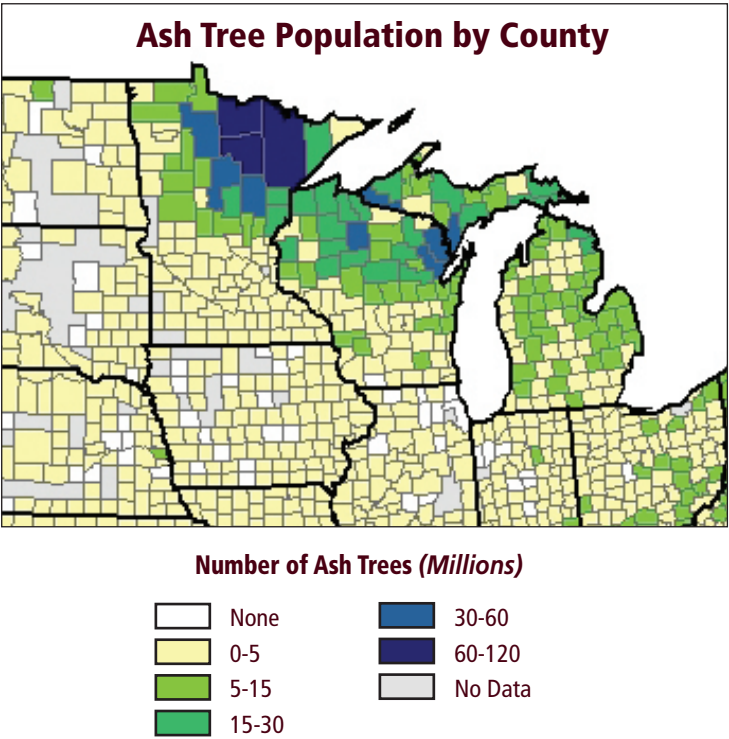 Ash Tree Population by County
Number of Ash Trees (Millions)
None
0-5
5-15
15-30
30-60
60-120
No Data